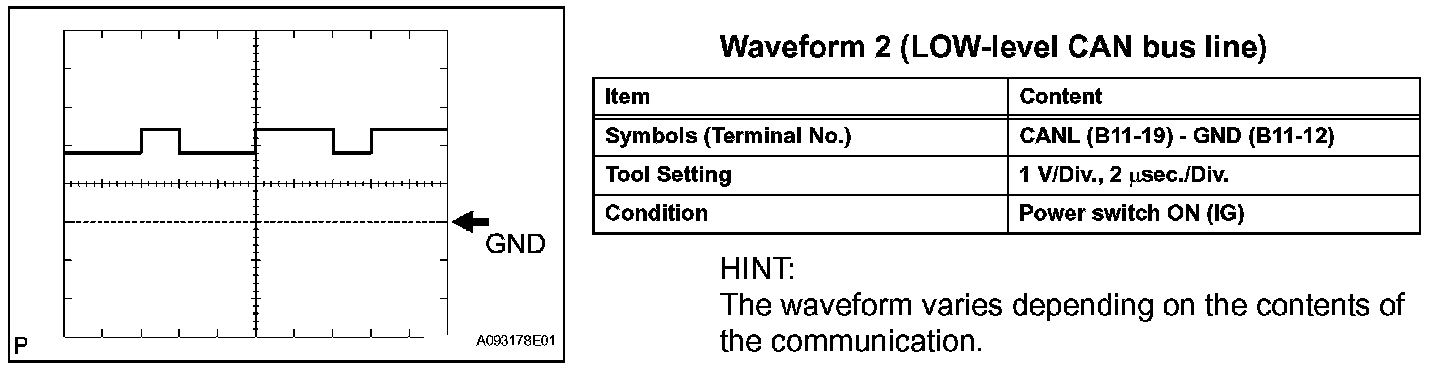 GND
P
A093178E01
Waveform 2 (LOW-level CAN bus line)
Item Content
Symbols (Terminal No.) CANL (B11-19) - GND (B11-12)
Tool Setting 1 V/Div., 2 μsec./Div.
Condition Power switch ON (IG)
HINT:
The waveform varies depending on the contents of
the communication.